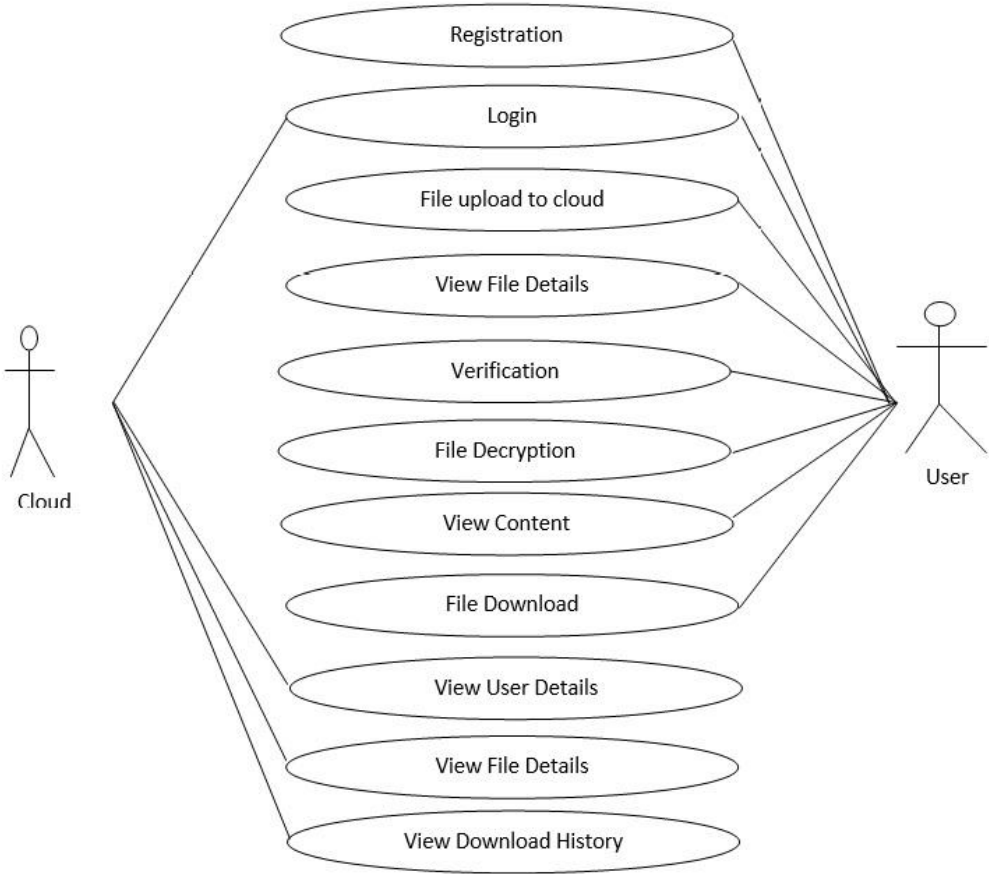 Registration
Login
File upload to cloud
View File Details
Verification
File Decryption
Cloud
User
View Content
File Download
View User Details
View File Details
View Download History